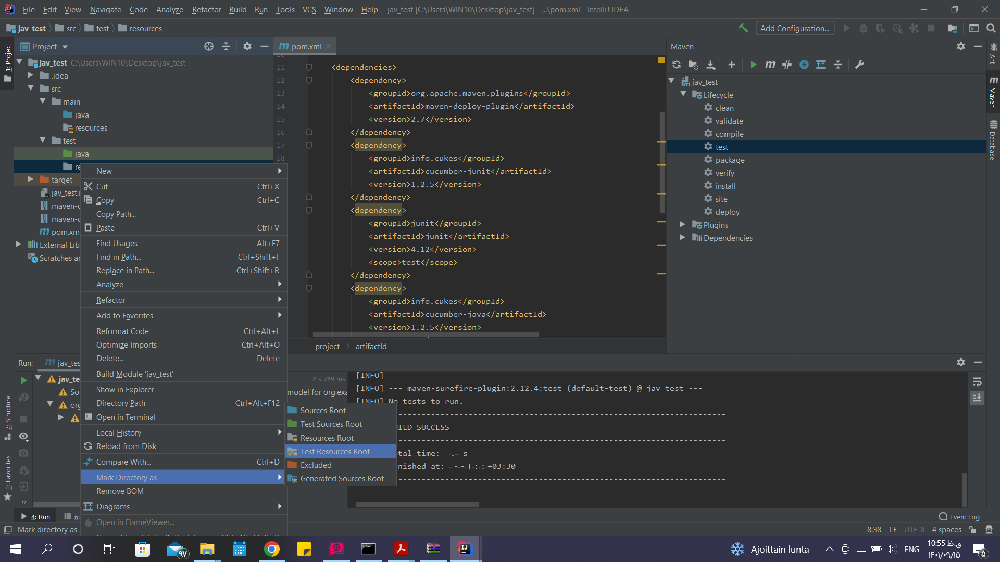 File Edit View Navigate Code Analyze Refactor Build Run Tools VCS Window Help jav_test [C:\Users\WIN10\Desktop\jav_test] - ...\pom.xml - IntelliJ IDEA
jav_test src test resources
Add Configuration...
1: Project
Project
jav_test C:\Users\WIN10\Desktop\jav_test
.idea
src
main
java
resources
test
java
re
target
jav_test.i
maven-
maven-
pom.xm
External Lib
Scratches a
New
Cut Ctrl+X
Copy Ctrl+C
Copy Path...
Paste Ctrl+V
Find Usages Alt+F7
Find in Path... Ctrl+Shift+F
Replace in Path... Ctrl+Shift+R
Analyze
Refactor
Add to Favorites
Reformat Code Ctrl+Alt+L
Optimize Imports Ctrl+Alt+O
Delete... Delete
Build Module 'jav_test'
Show in Explorer
Directory Path Ctrl+Alt+F12
Open in Terminal
Local History
Reload from Disk
Compare With... Ctrl+D
Mark Directory as
Remove BOM
Diagrams
Open in FlameViewer...
Sources Root
Test Sources Root
Resources Root
Test Resources Root
Excluded
Generated Sources Root
pom.xml
11 <dependencies>
12 <dependency>
13 <groupId>org.apache.maven.plugins</groupId>
14 <artifactId>maven-deploy-plugin</artifactId>
15 <version>2.7</version>
16 </dependency>
17 <dependency>
18 <groupId>info.cukes</groupId>
<artifactId>cucumber-junit</artifactId>
<version>1.2.5</version>
</dependency>
<dependency>
<groupId>junit</groupId>
<artifactId>junit</artifactId>
<version>4.12</version>
<scope>test</scope>
</dependency>
<dependency>
<groupId>info.cukes</groupId>
<artifactId>cucumber-java</artifactId>
<version>1.2.5</version>
project artifactId
Maven
jav_test
Lifecycle
clean
validate
compile
test
package
verify
install
site
deploy
Plugins
Dependencies
Ant
Maven
Database
Run: jav_tes
jav_te
So
org
2 s 769 ms
model for org.exa
[INFO]
[INFO] --- maven-surefire-plugin:2.12.4:test (default-test) @ jav_test ---
[INFO] No tests to run.
UILD SUCCESS
otal time: s
inished at: +03:30
7: Structure
2: Favorites
4: Run 6:
Event Log
Mark directory as
8:38 LF UTF-8 4 spaces
۹۷
Ajoittain lunta
ENG
10:55 ق.ظ
۱۴۰۱/۰۹/۱۵
۵